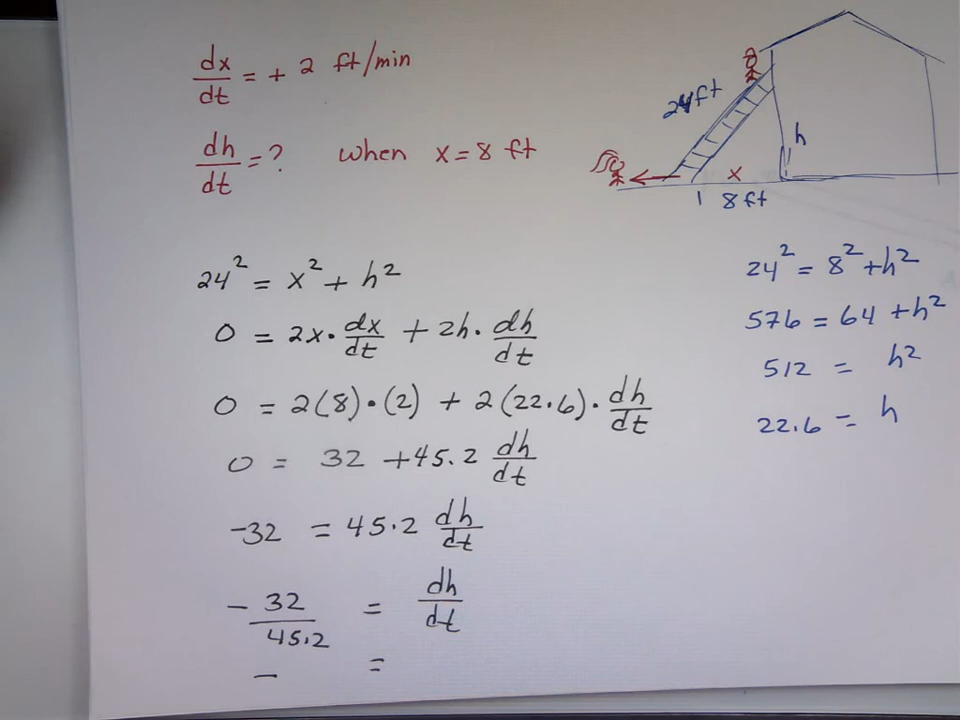 dx/dt = + 2 ft/min
dh/dt = ? when x = 8 ft
24 ft
h
x
8 ft
24² = x² + h²
0 = 2x · dx/dt + 2h · dh/dt
0 = 2(8) · (2) + 2(22.6) · dh/dt
0 = 32 + 45.2 dh/dt
-32 = 45.2 dh/dt
- 32/45.2 = dh/dt
- =
24² = 8² + h²
576 = 64 + h²
512 = h²
22.6 = h